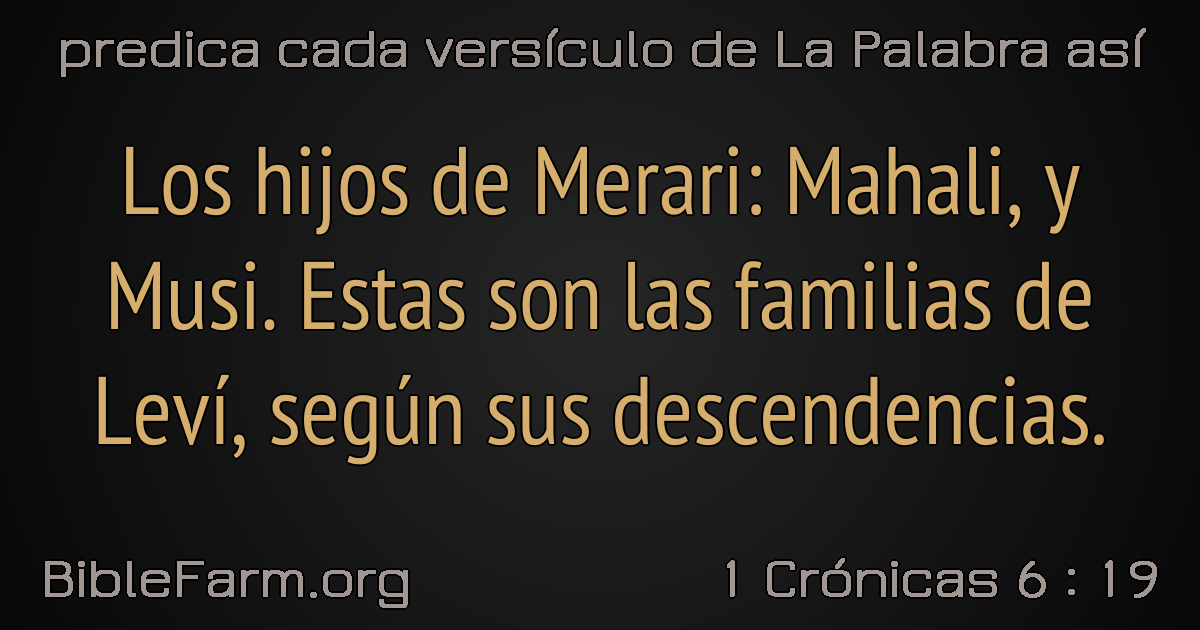 predica cada versículo de La Palabra así
Los hijos de Merari: Mahali, y
Musi. Estas son las familias de
Leví, según sus descendencias.
BibleFarm.org
1 Crónicas 6 : 19